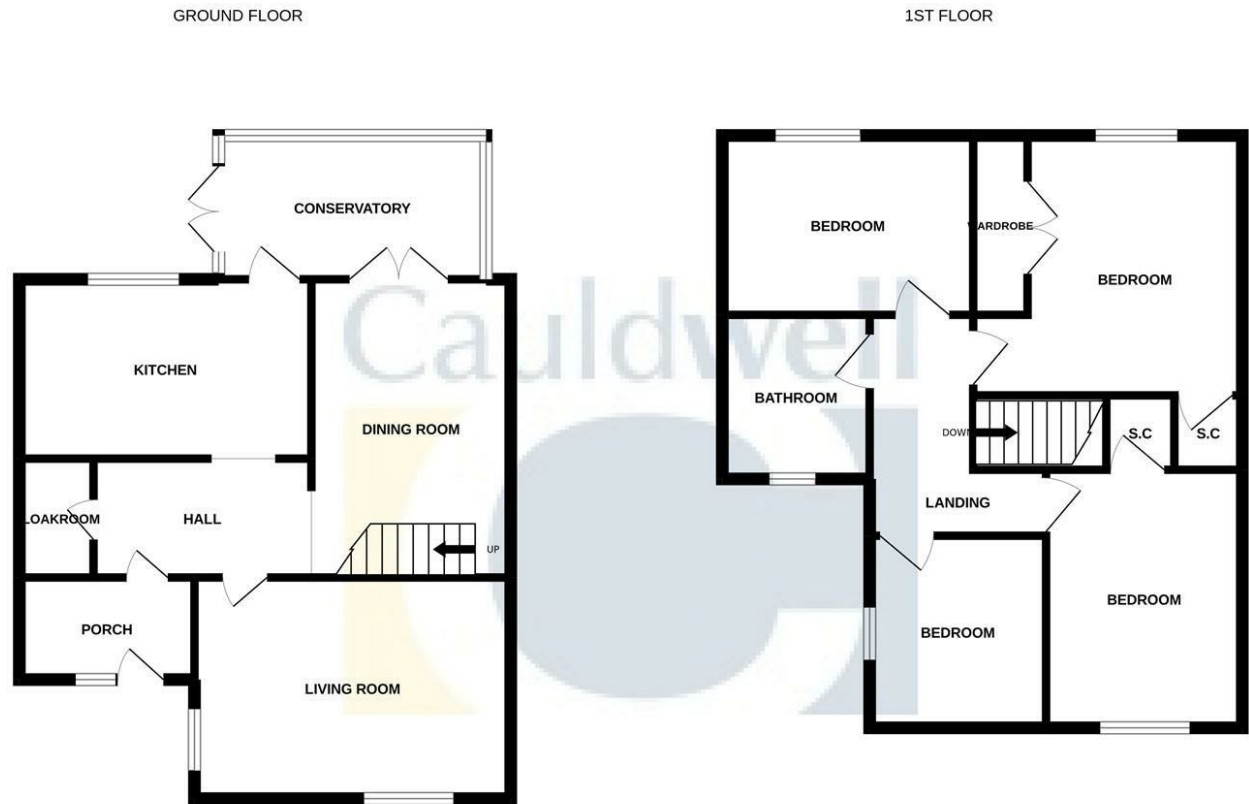 GROUND FLOOR
1ST FLOOR
CONSERVATORY
KITCHEN
DINING ROOM
LOAKROOM
HALL
UP
PORCH
LIVING ROOM
BEDROOM
WARDROBE
BEDROOM
BATHROOM
DOWN
S.C
S.C
LANDING
BEDROOM
BEDROOM
Cauldwell